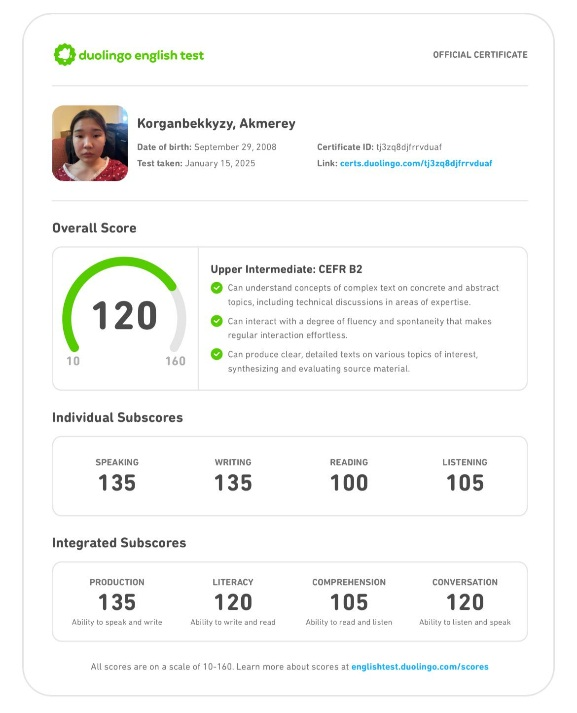 duolingo english test
OFFICIAL CERTIFICATE
Korganbekkyzy, Akmerey
Date of birth: September 29, 2008
Certificate ID: tj3zq8djfrrvduaf
Test taken: January 15, 2025
Link: certs.duolingo.com/tj3zq8djfrrvduaf
Overall Score
120
10
160
Upper Intermediate: CEFR B2
Can understand concepts of complex text on concrete and abstract
topics, including technical discussions in areas of expertise.
Can interact with a degree of fluency and spontaneity that makes
regular interaction effortless.
Can produce clear, detailed texts on various topics of interest,
synthesizing and evaluating source material.
Individual Subscores
SPEAKING
135
WRITING
135
READING
100
LISTENING
105
Integrated Subscores
PRODUCTION
135
Ability to speak and write
LITERACY
120
Ability to write and read
COMPREHENSION
105
Ability to read and listen
CONVERSATION
120
Ability to listen and speak
All scores are on a scale of 10-160. Learn more about scores at englishtest.duolingo.com/scores